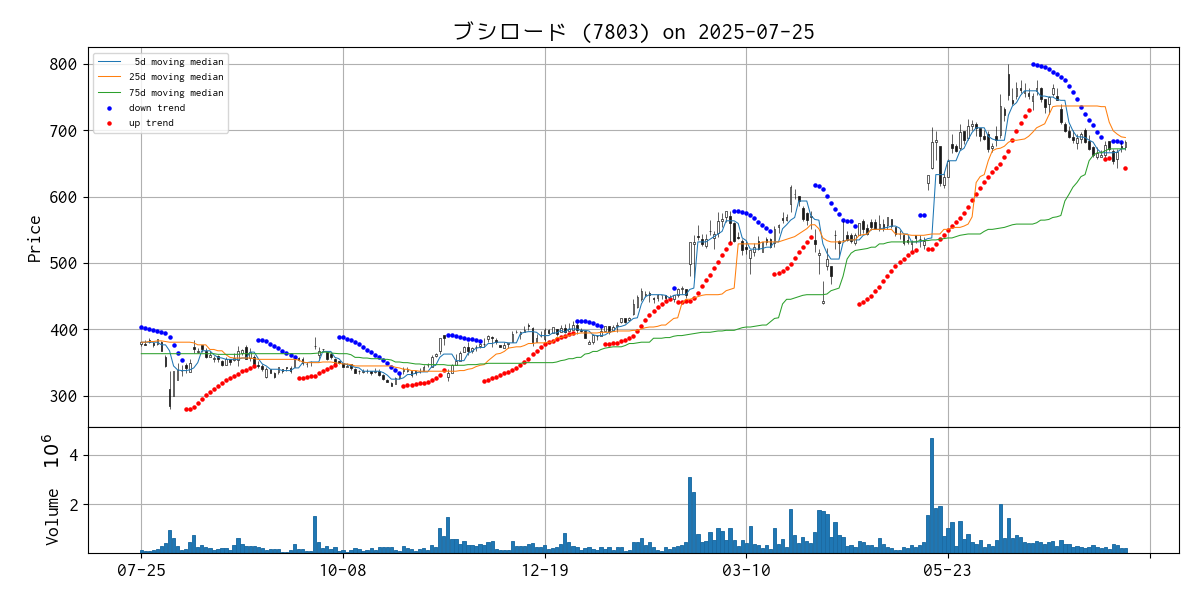 ブシロード (7803) on 2025-07-25
5d moving median
25d moving median
75d moving median
down trend
up trend
800
700
600
500
400
300
Price
4
2
Volume 10^6
07-25
10-08
12-19
03-10
05-23